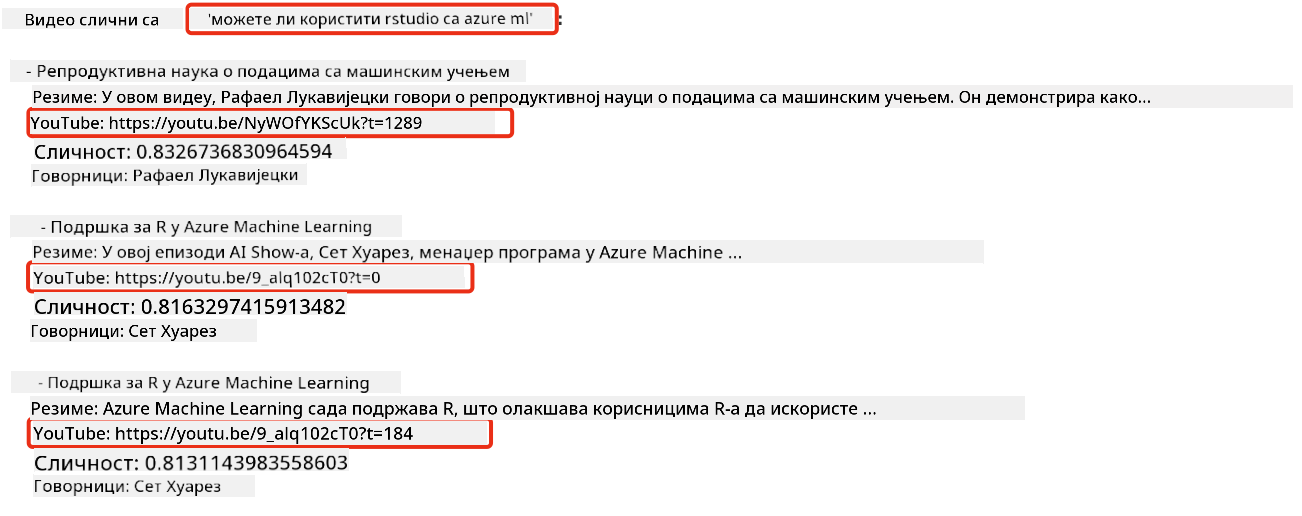 Видео слични са 'можете ли користити rstudio са azure ml':
- Репродуктивна наука о подацима са машинским учењем
Резиме: У овом видеу, Рафаел Лукавијецки говори о репродуктивној науци о подацима са машинским учењем. Он демонстрира како...
YouTube: https://youtu.be/NyWOfYKScUk?t=1289
Сличност: 0.8326736830964594
Говорници: Рафаел Лукавијецки
- Подршка за R у Azure Machine Learning
Резиме: У овој епизоди AI Show-а, Сет Хуарез, менаџер програма у Azure Machine ...
YouTube: https://youtu.be/9_alq102cT0?t=0
Сличност: 0.8163297415913482
Говорници: Сет Хуарез
- Подршка за R у Azure Machine Learning
Резиме: Azure Machine Learning сада подржава R, што олакшава корисницима R-а да искористе ...
YouTube: https://youtu.be/9_alq102cT0?t=184
Сличност: 0.8131143983558603
Говорници: Сет Хуарез